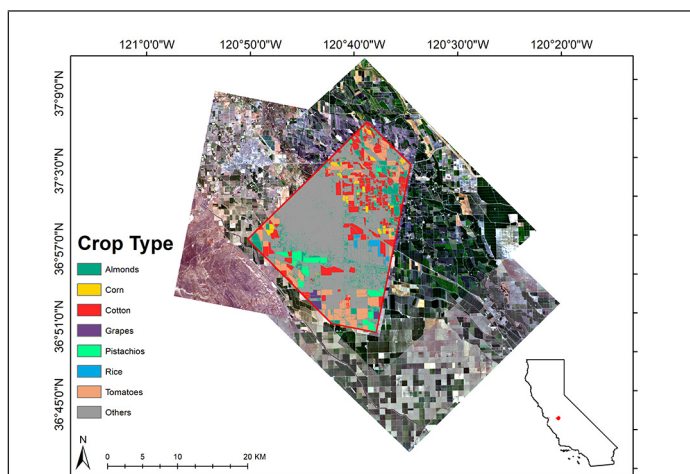 121°0'0"W 120°50'0"W 120°40'0"W 120°30'0"W 120°20'0"W
37°9'0"N
37°3'0"N
36°57'0"N
36°51'0"N
36°45'0"N
Crop Type
Almonds
Corn
Cotton
Grapes
Pistachios
Rice
Tomatoes
Others
N
0 5 10 20 KM